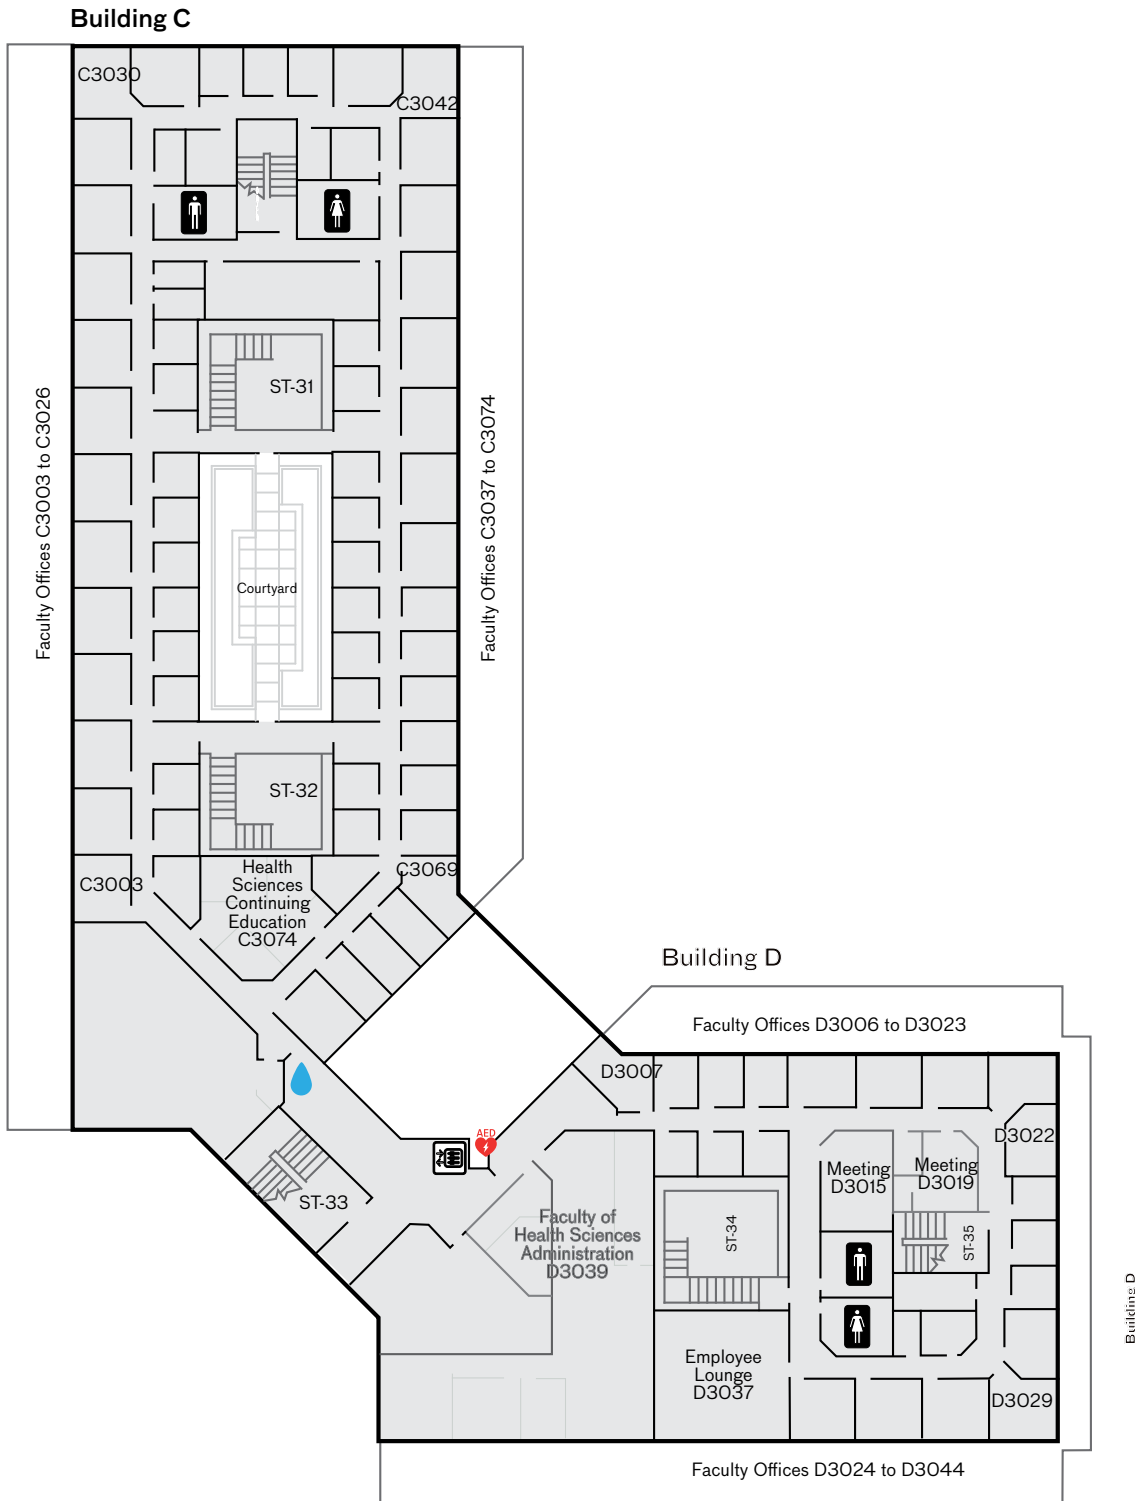 Building C
C3030
C3042
ST-31
Faculty Offices C3003 to C3026
Faculty Offices C3037 to C3074
Courtyard
ST-32
C3003
Health
Sciences
Continuing
Education
C3074
C3069
Building D
Faculty Offices D3006 to D3023
D3007
D3022
AED
Meeting
D3015
Meeting
D3019
ST-33
Faculty of
Health Sciences
Administration
D3039
ST-34
ST-35
Building D
Employee
Lounge
D3037
D3029
Faculty Offices D3024 to D3044